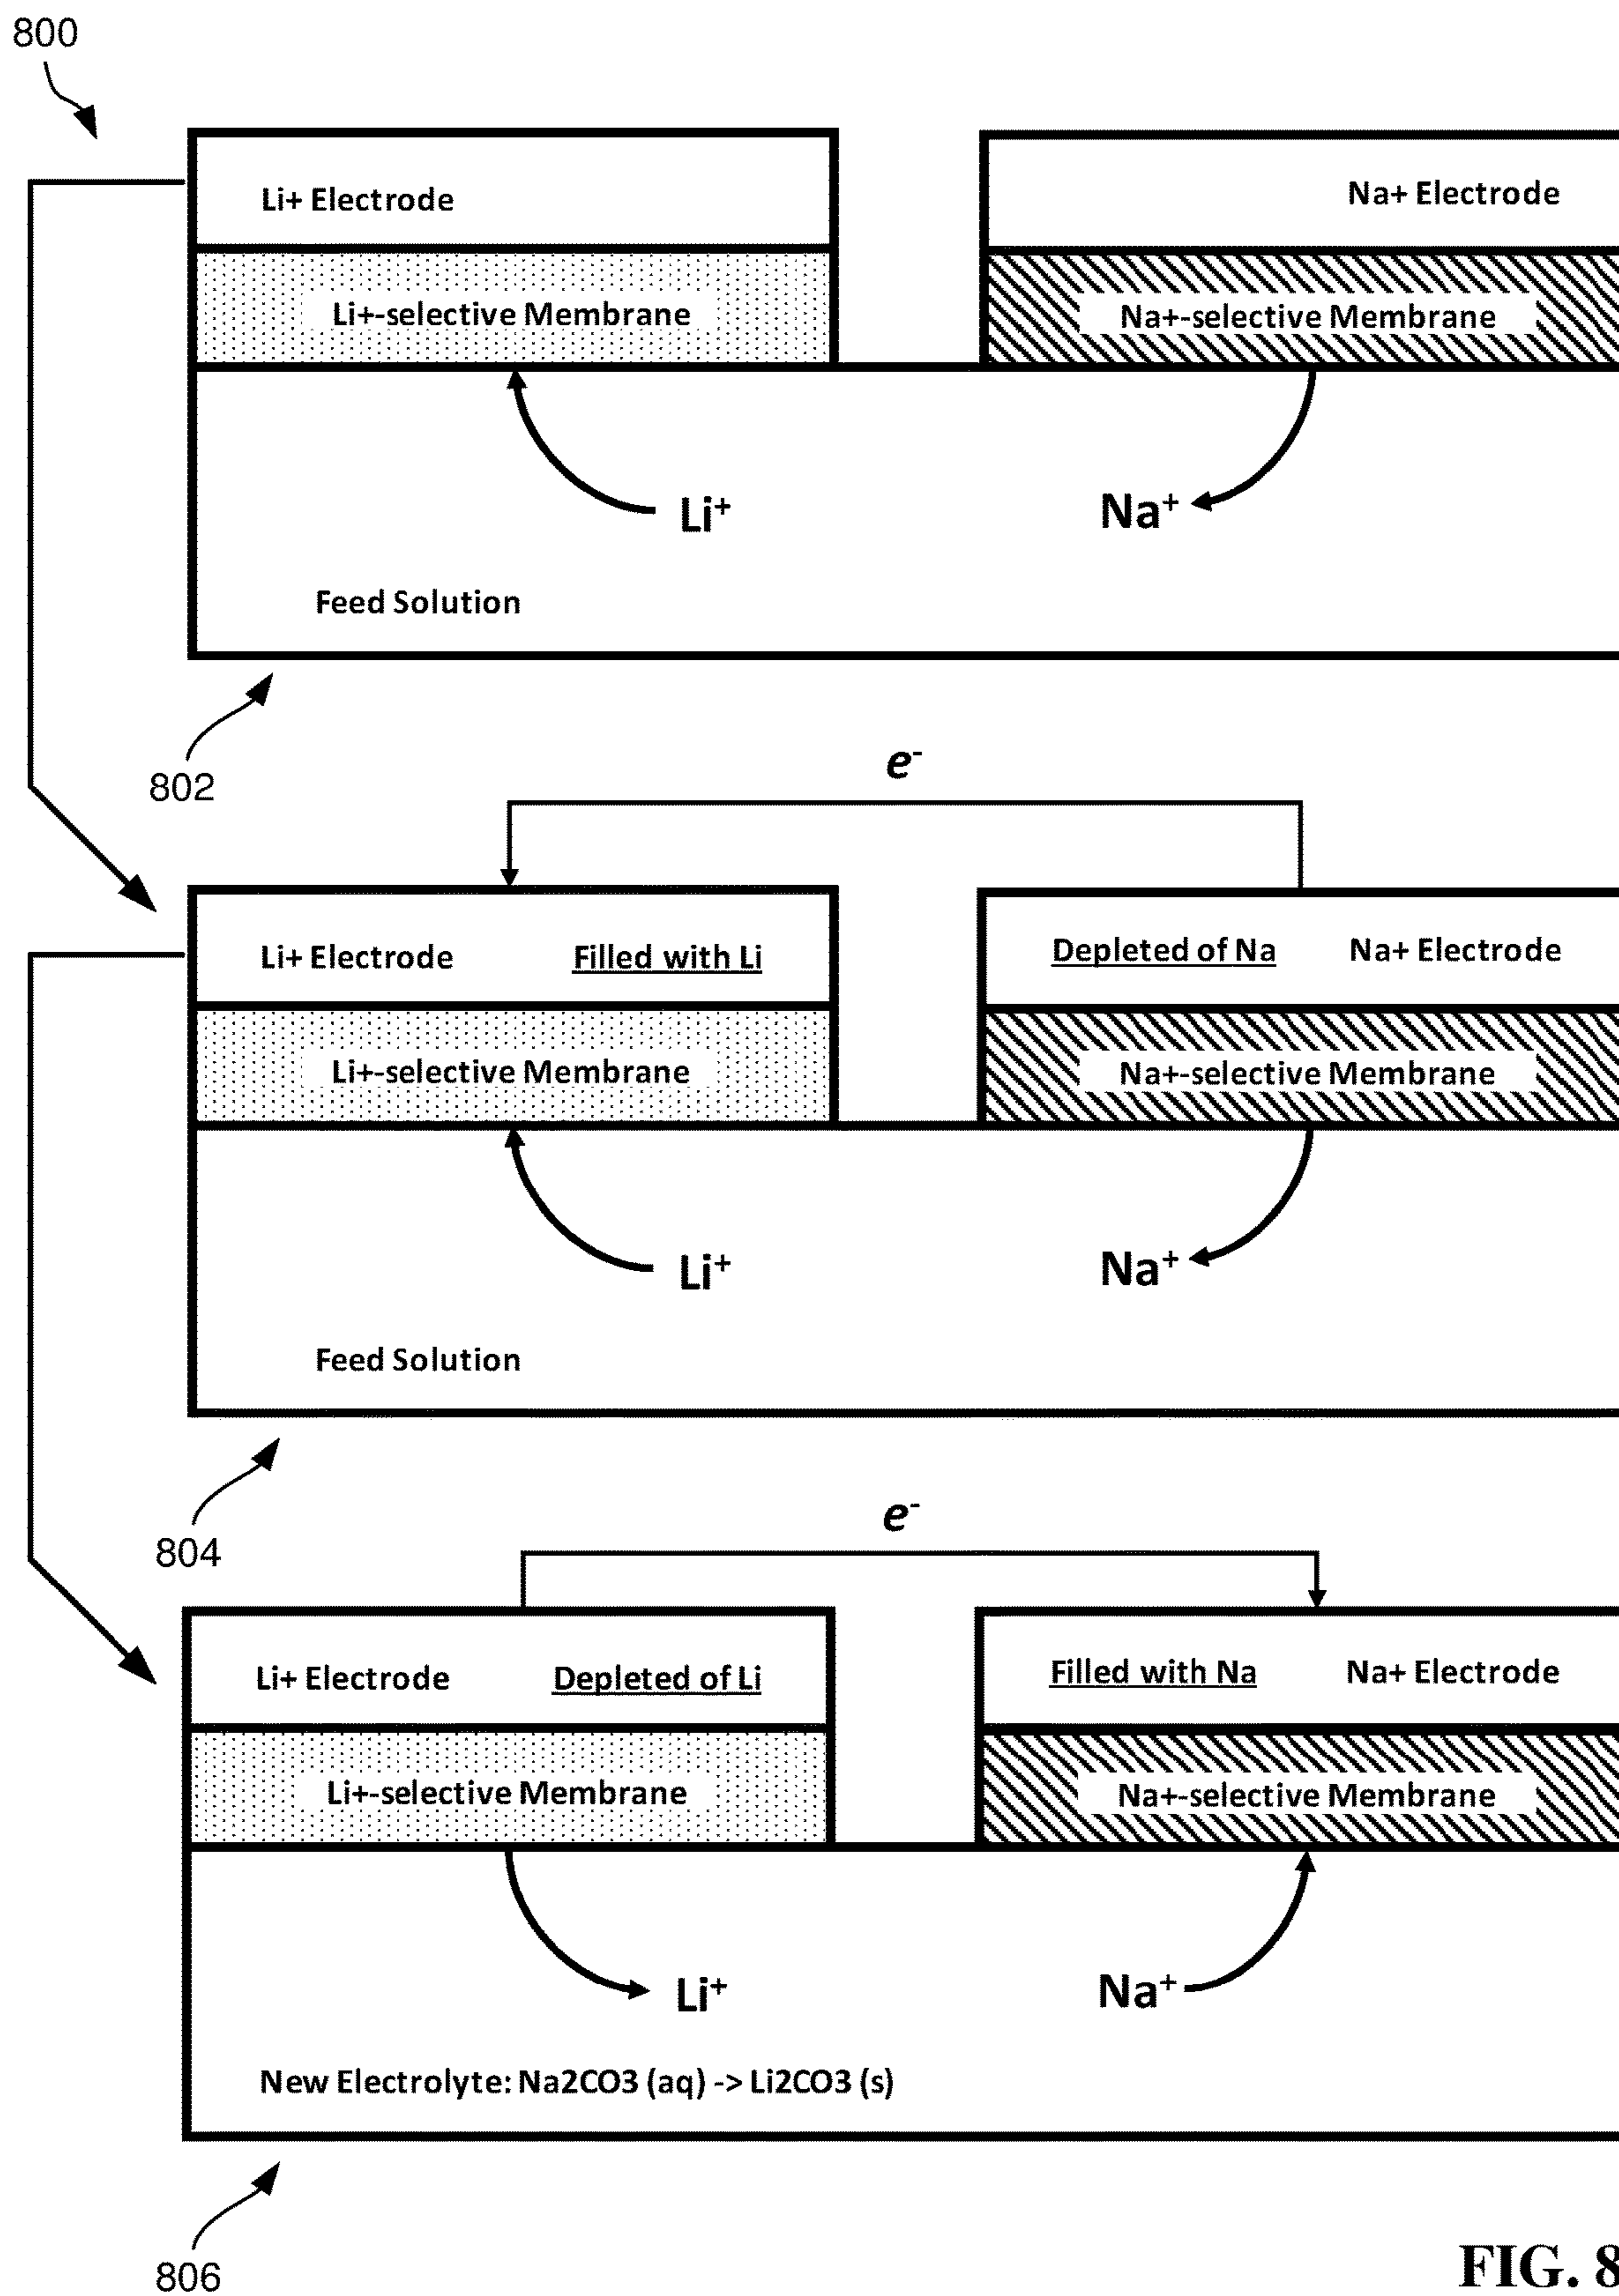 800
Li+ Electrode
Na+ Electrode
Li+-selective Membrane
Na+-selective Membrane
Li⁺
Na⁺
Feed Solution
802
e⁻
Li+ Electrode Filled with Li
Depleted of Na Na+ Electrode
Li+-selective Membrane
Na+-selective Membrane
Li⁺
Na⁺
Feed Solution
804
e⁻
Li+ Electrode Depleted of Li
Filled with Na Na+ Electrode
Li+-selective Membrane
Na+-selective Membrane
Li⁺
Na⁺
New Electrolyte: Na2CO3 (aq) -> Li2CO3 (s)
806
FIG. 8